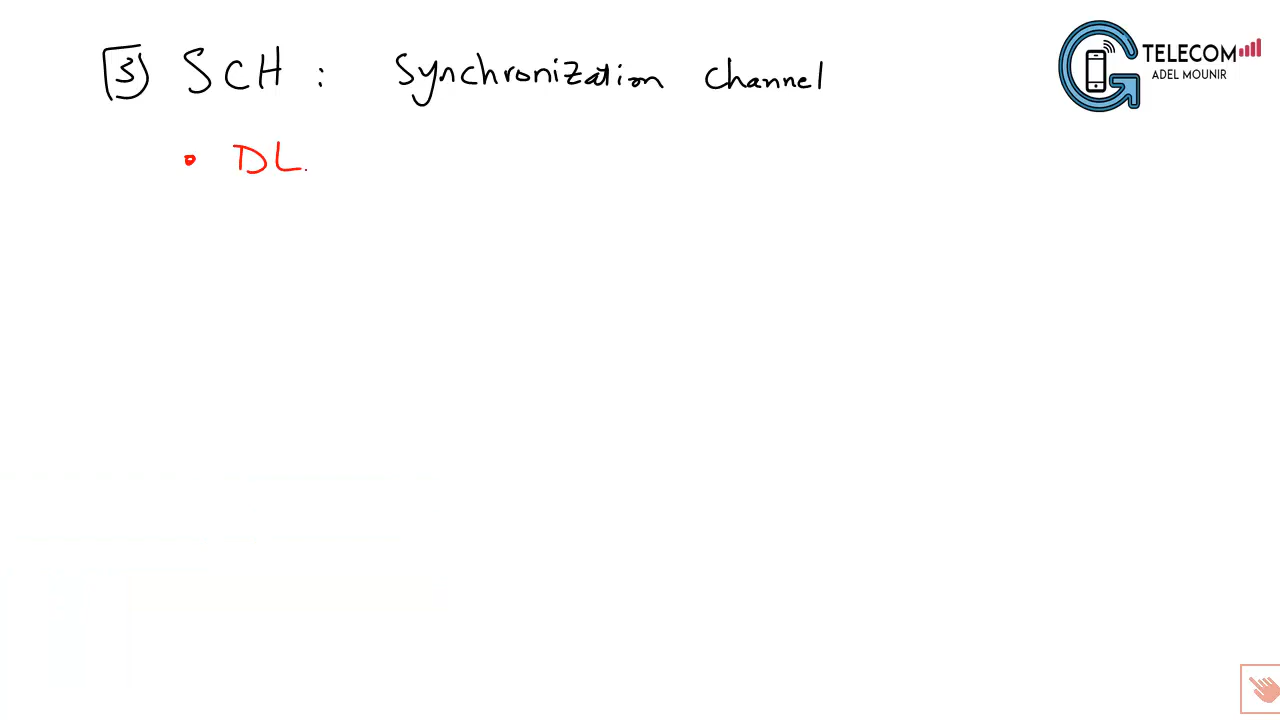 [3] SCH : Synchronization Channel
• DL.
TELECOM
ADEL MOUNIR